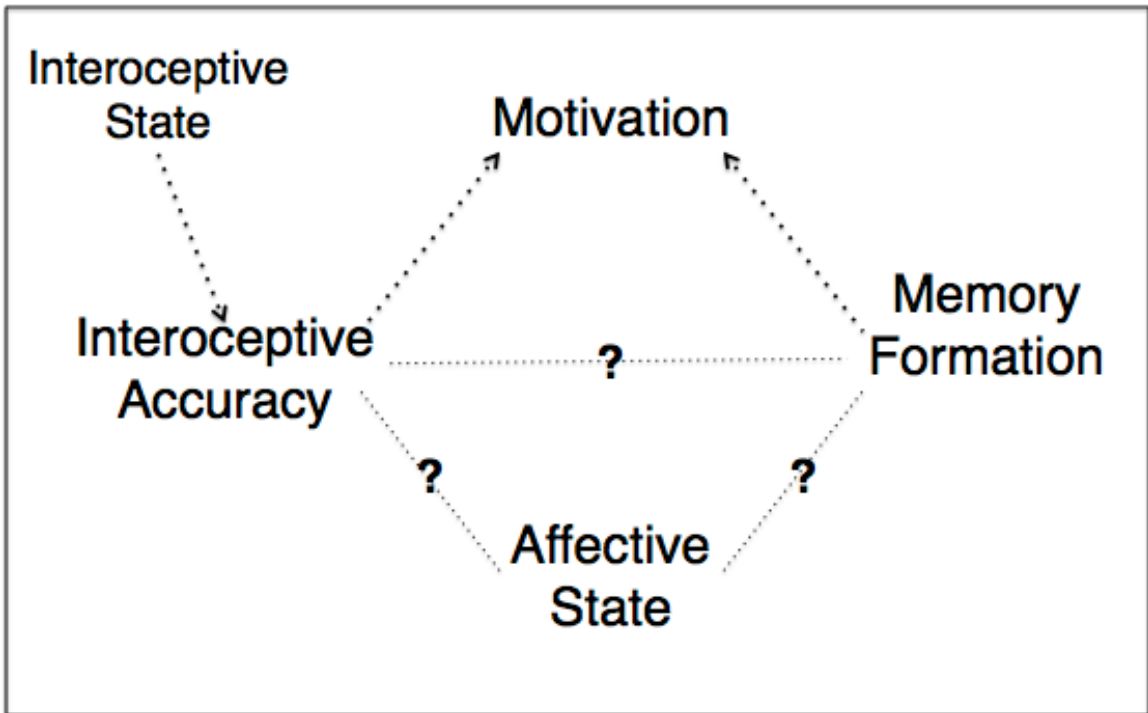 Interoceptive
State
Motivation
Interoceptive
Accuracy
?
Memory
Formation
?
?
Affective
State